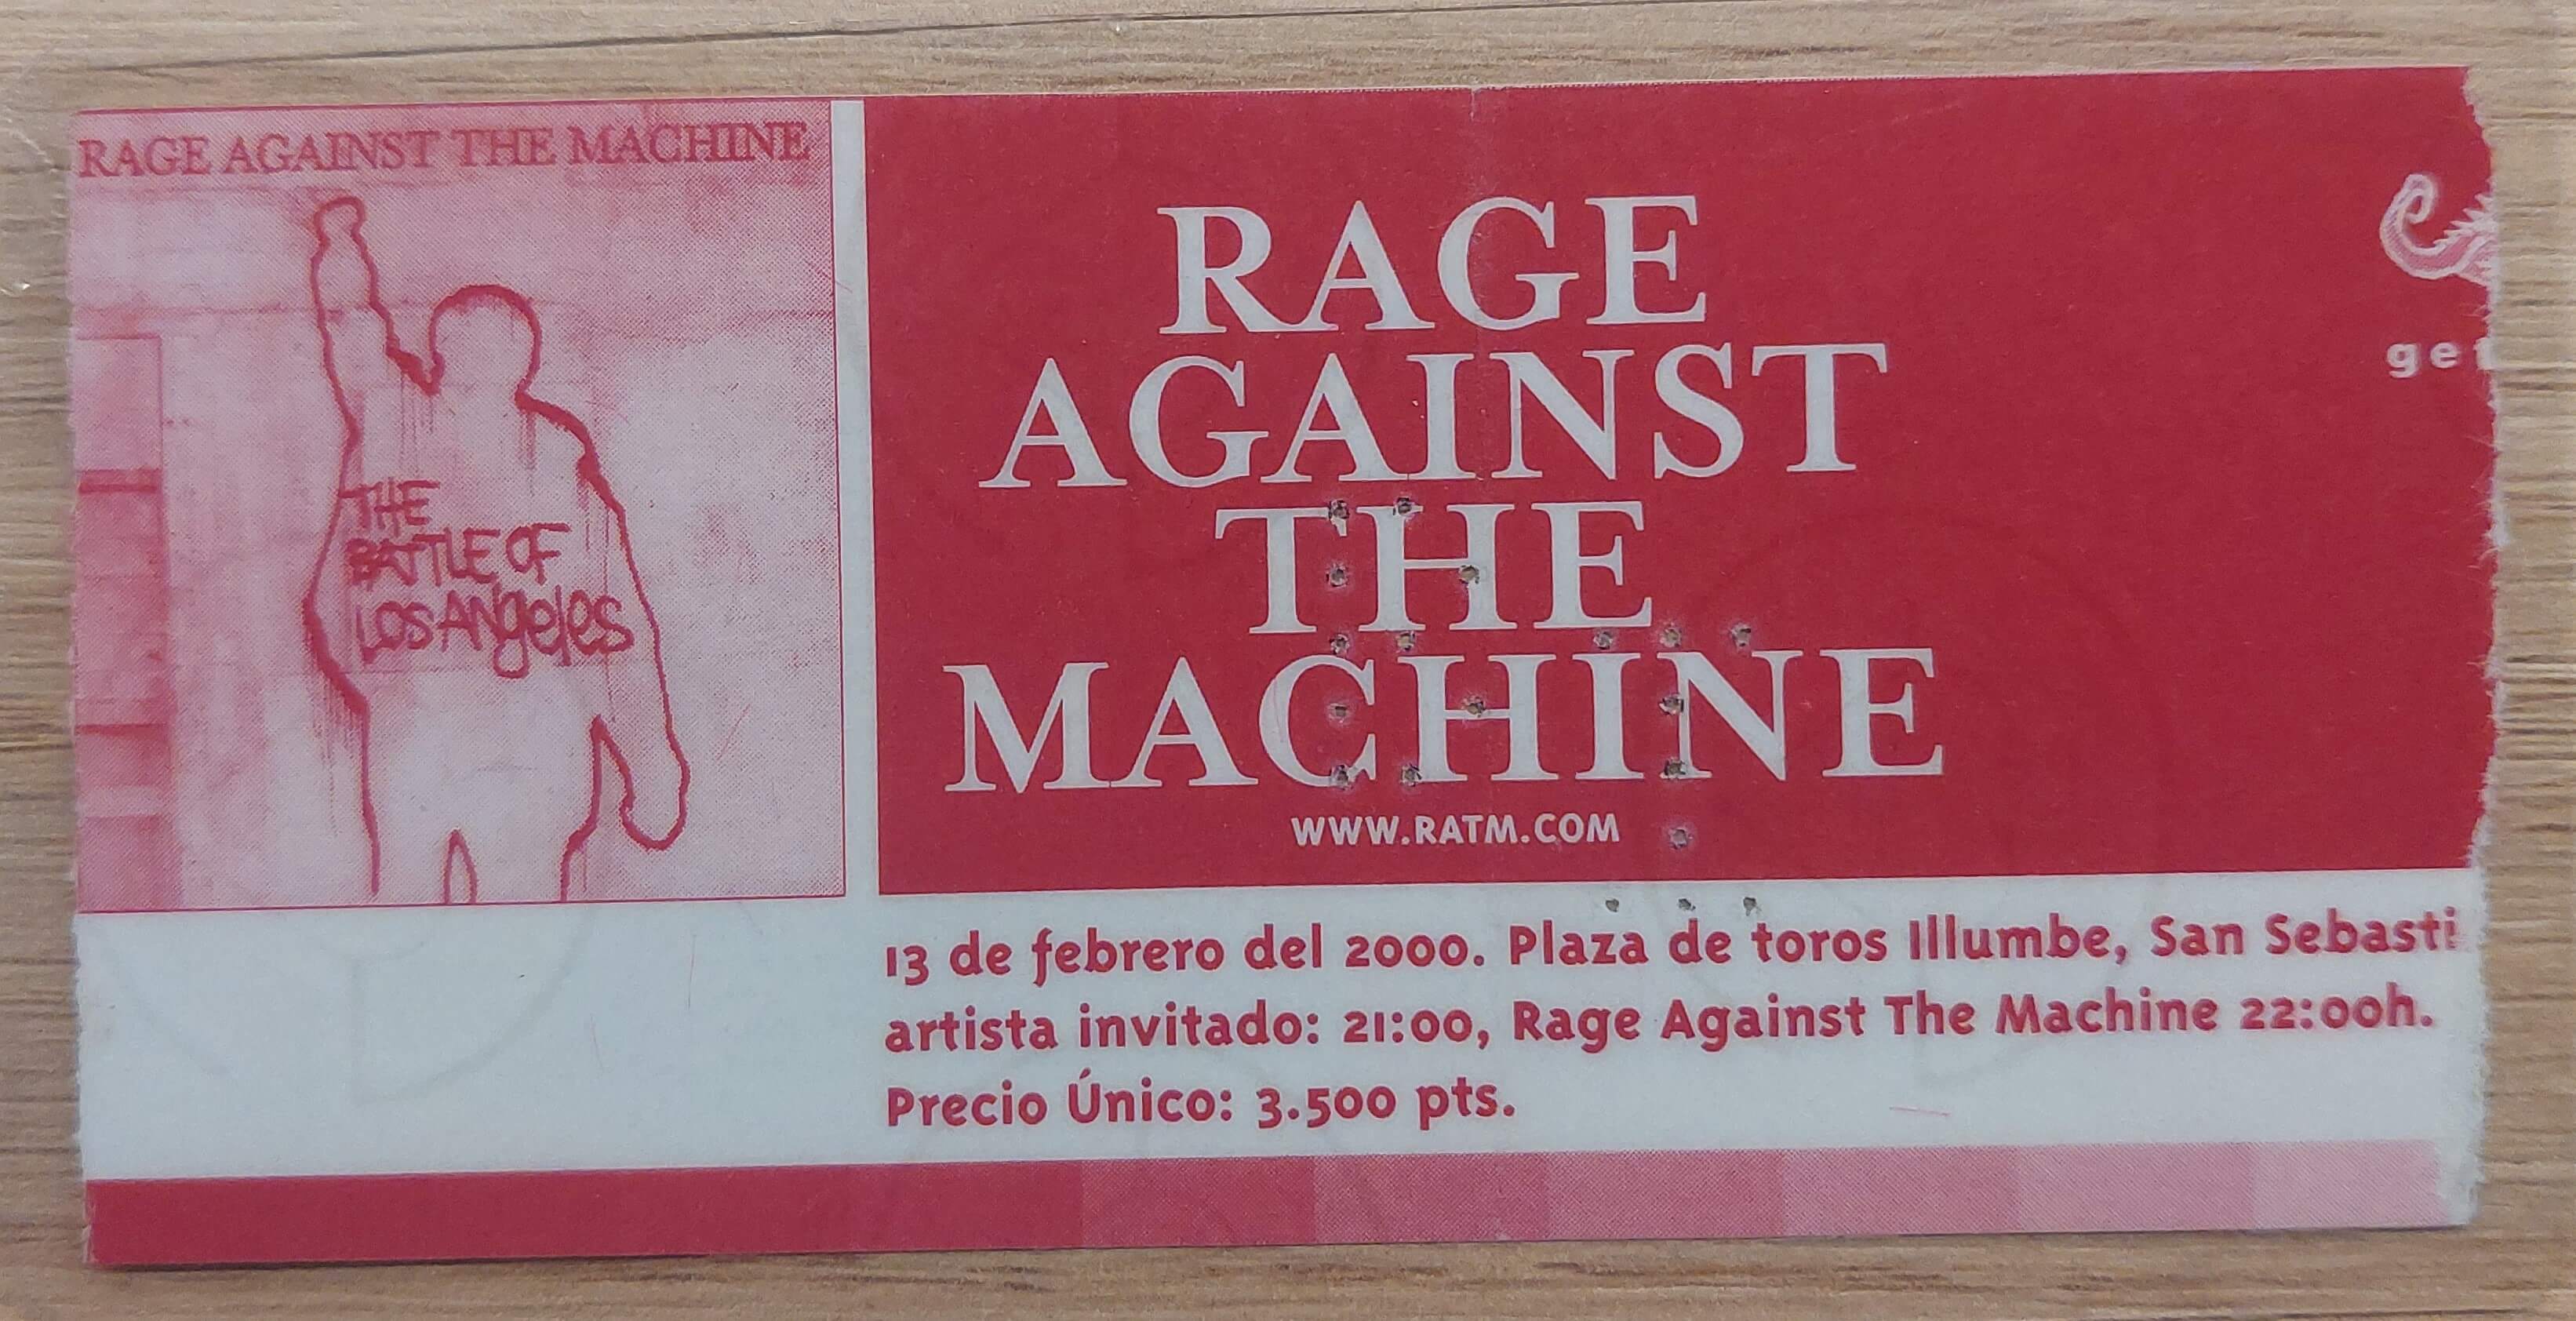 RAGE AGAINST THE MACHINE
THE
BATTLE OF
LOS ANgeles
RAGE
AGAINST
THE
MACHINE
WWW.RATM.COM
get
13 de febrero del 2000. Plaza de toros Illumbe, San Sebasti
artista invitado: 21:00, Rage Against The Machine 22:00h.
Precio Único: 3.500 pts.